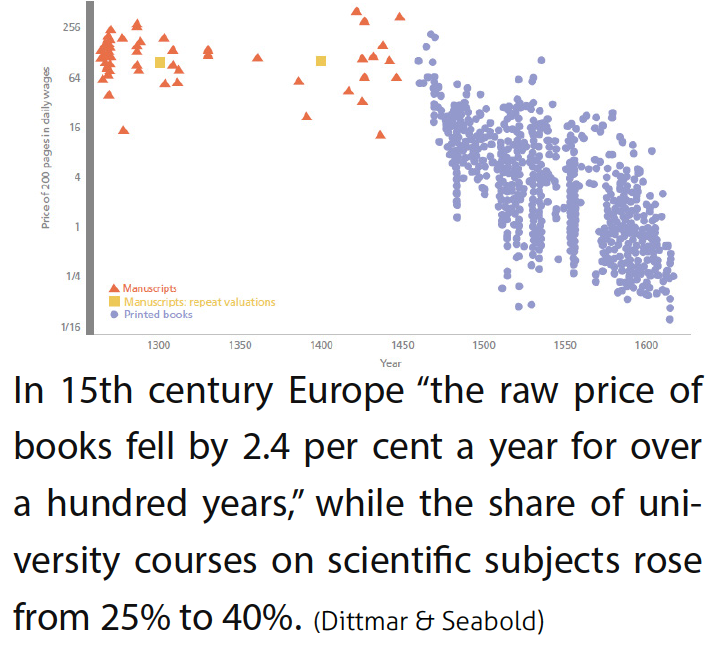 256
64
16
4
1
1/4
1/16
Price of 200 pages in daily wages
Manuscripts
Manuscripts: repeat valuations
Printed books
1300 1350 1400 1450 1500 1550 1600
Year
In 15th century Europe “the raw price of
books fell by 2.4 per cent a year for over
a hundred years,” while the share of uni-
versity courses on scientific subjects rose
from 25% to 40%. (Dittmar & Seabold)